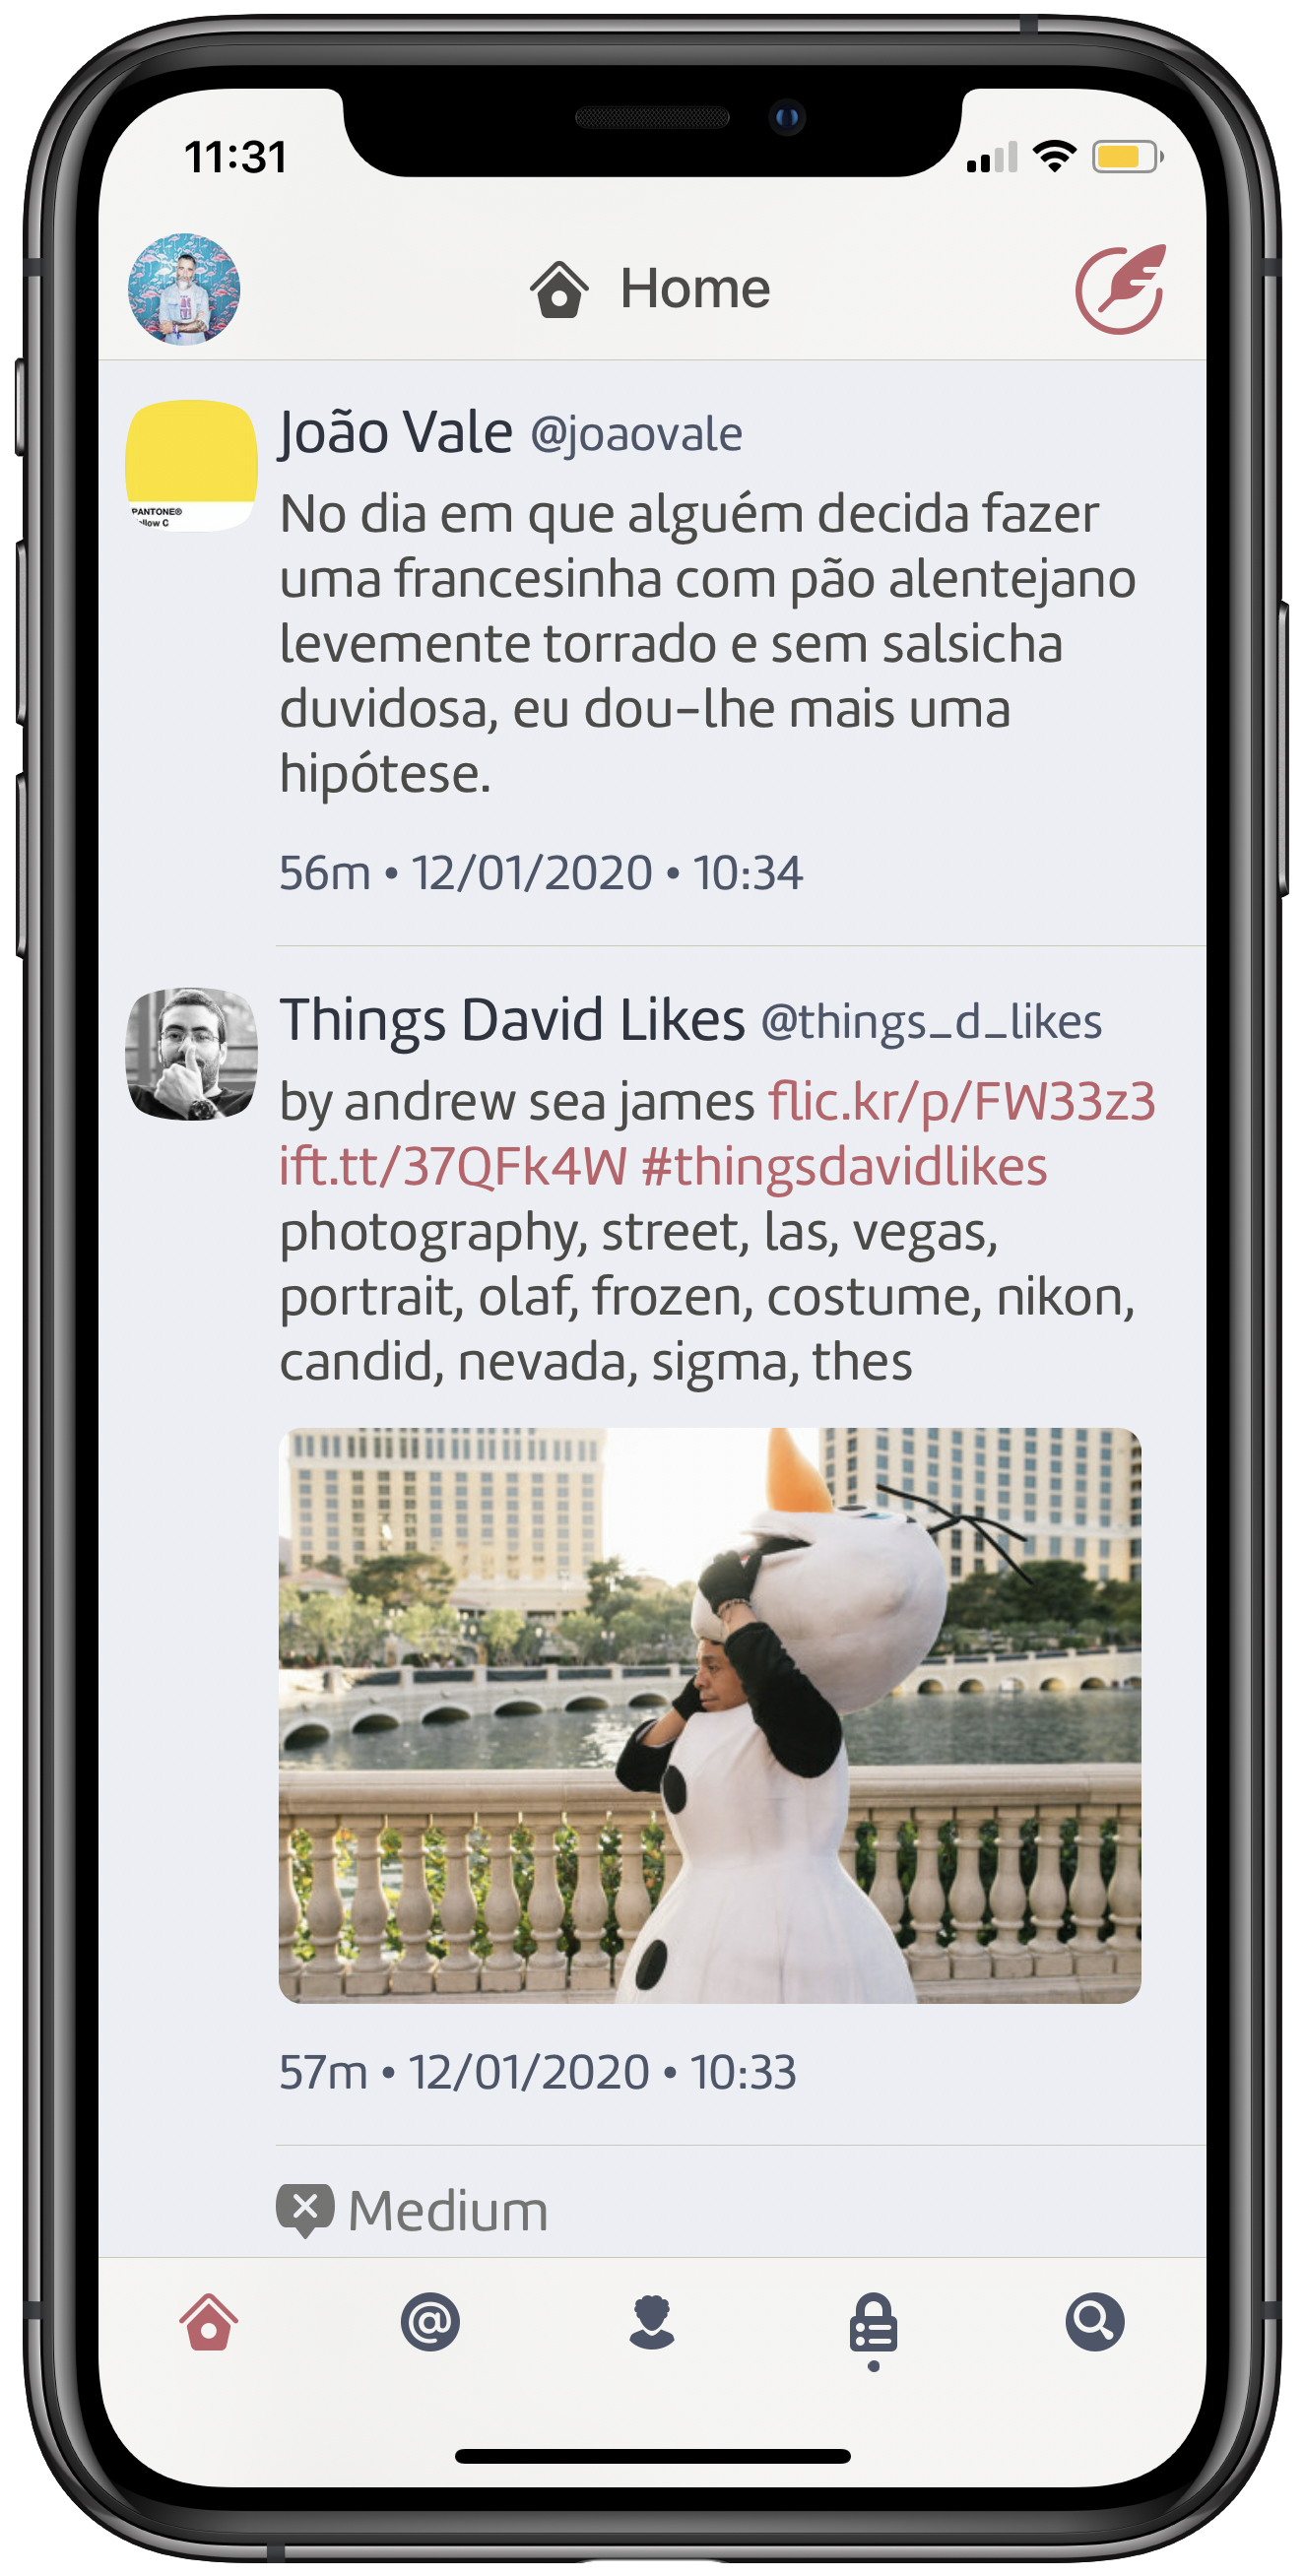 11:31
Home
João Vale @joaovale
PANTONE®
llow C
No dia em que alguém decida fazer
uma francesinha com pão alentejano
levemente torrado e sem salsicha
duvidosa, eu dou-lhe mais uma
hipótese.
56m • 12/01/2020 • 10:34
Things David Likes @things_d_likes
by andrew sea james flic.kr/p/FW33z3
ift.tt/37QFk4W #thingsdavidlikes
photography, street, las, vegas,
portrait, olaf, frozen, costume, nikon,
candid, nevada, sigma, thes
57m • 12/01/2020 • 10:33
Medium